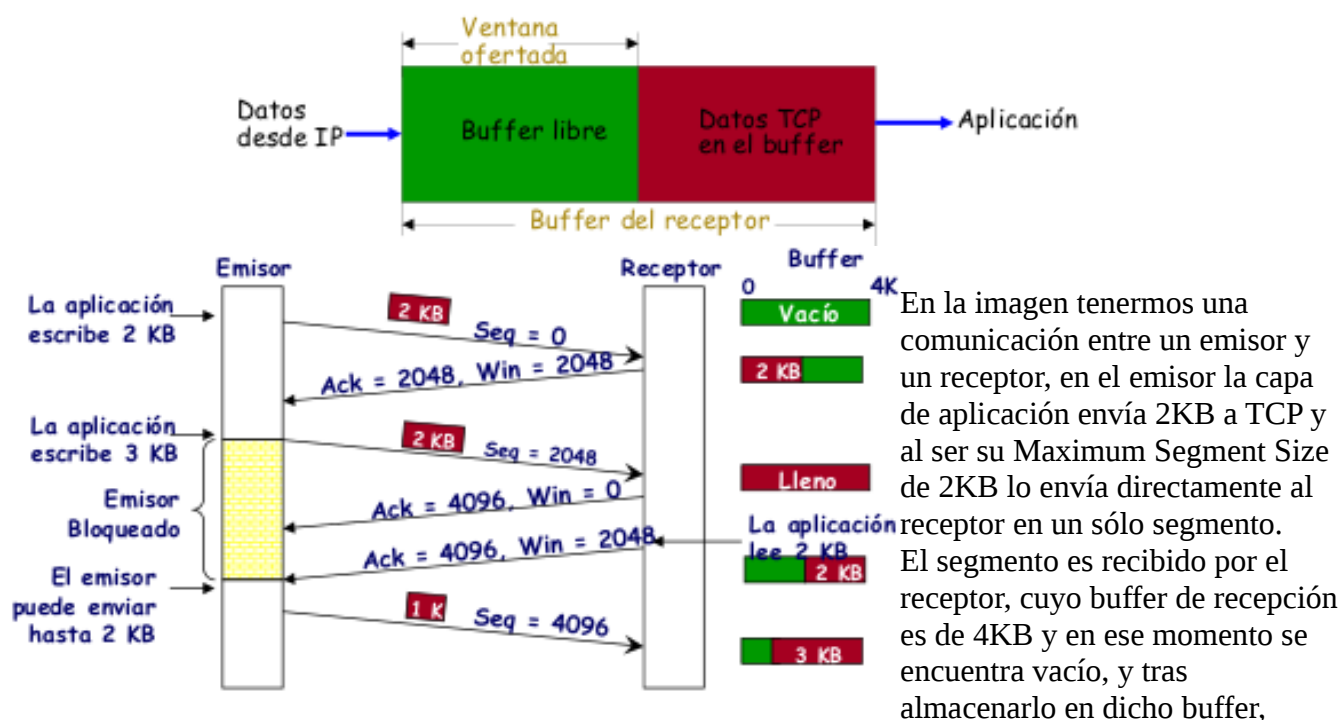 Ventana
ofertada
Datos
desde IP
Buffer libre
Datos TCP
en el buffer
Aplicación
Buffer del receptor
Emisor
Receptor
Buffer
0
4K
La aplicación
escribe 2 KB
2 KB
Seq = 0
Vacío
Ack = 2048, Win = 2048
2 KB
La aplicación
escribe 3 KB
2 KB
Seq = 2048
Lleno
Emisor
Bloqueado
Ack = 4096, Win = 0
La aplicación
lee 2 KB
Ack = 4096, Win = 2048
2 KB
El emisor
puede enviar
hasta 2 KB
1 K
Seq = 4096
3 KB
En la imagen tenermos una
comunicación entre un emisor y
un receptor, en el emisor la capa
de aplicación envía 2KB a TCP y
al ser su Maximum Segment Size
de 2KB lo envía directamente al
receptor en un sólo segmento.
El segmento es recibido por el
receptor, cuyo buffer de recepción
es de 4KB y en ese momento se
encuentra vacío, y tras
almacenarlo en dicho buffer,